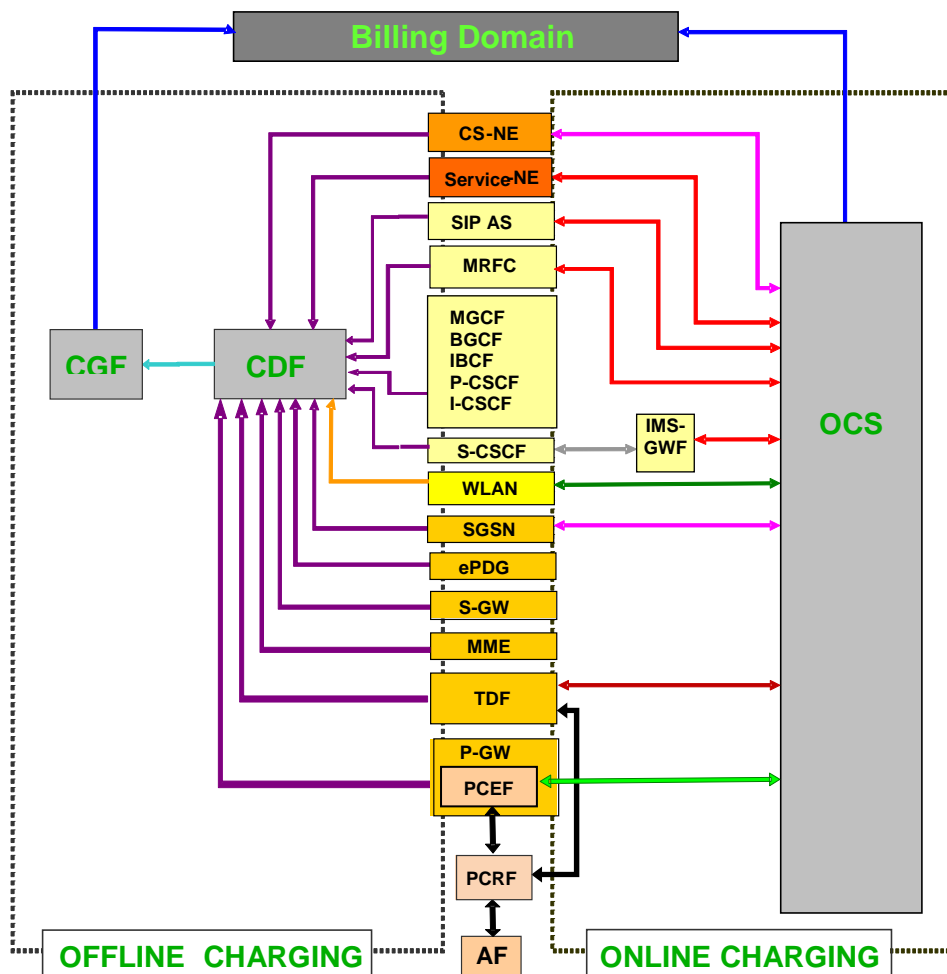 Billing Domain
CS-NE
Service-NE
SIP AS
MRFC
MGCF
BGCF
IBCF
P-CSCF
I-CSCF
CGF
CDF
OCS
S-CSCF
IMS-
GWF
WLAN
SGSN
ePDG
S-GW
MME
TDF
P-GW
PCEF
PCRF
AF
OFFLINE CHARGING
ONLINE CHARGING